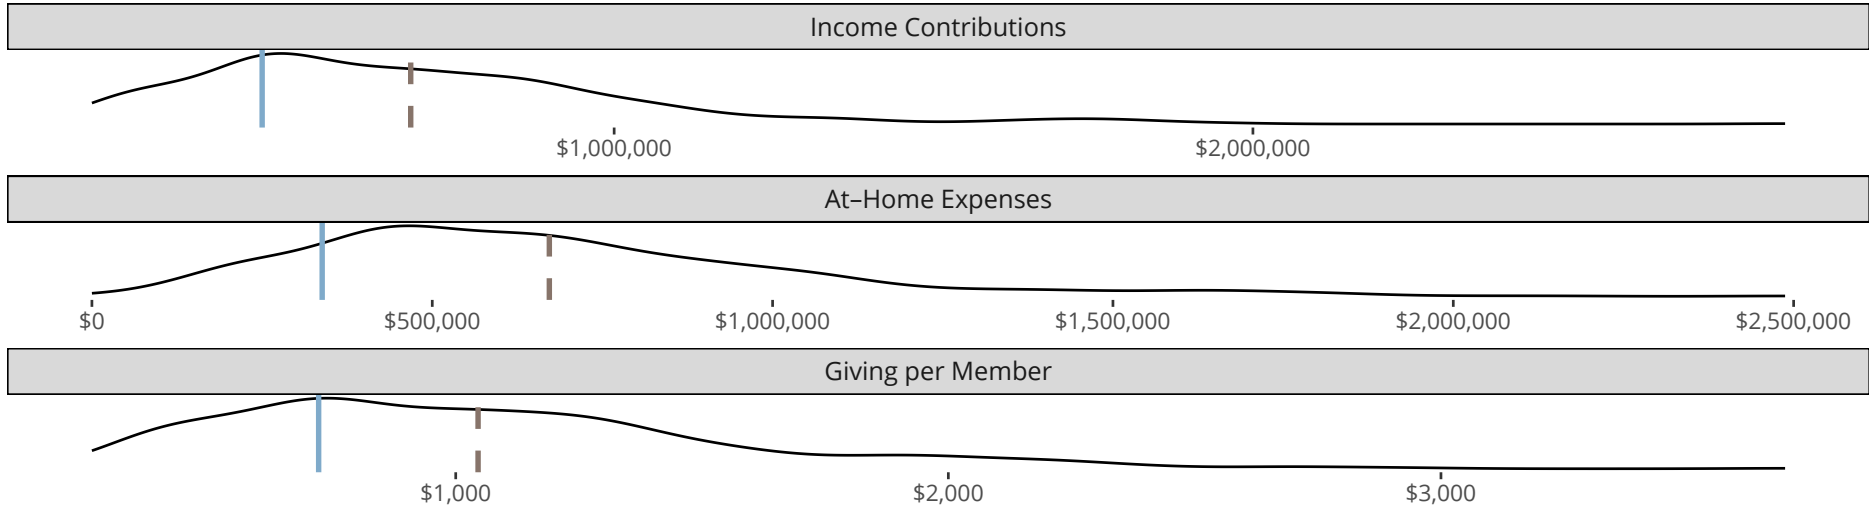 Income Contributions
$1,000,000 $2,000,000
At–Home Expenses
$0 $500,000 $1,000,000 $1,500,000 $2,000,000 $2,500,000
Giving per Member
$1,000 $2,000 $3,000